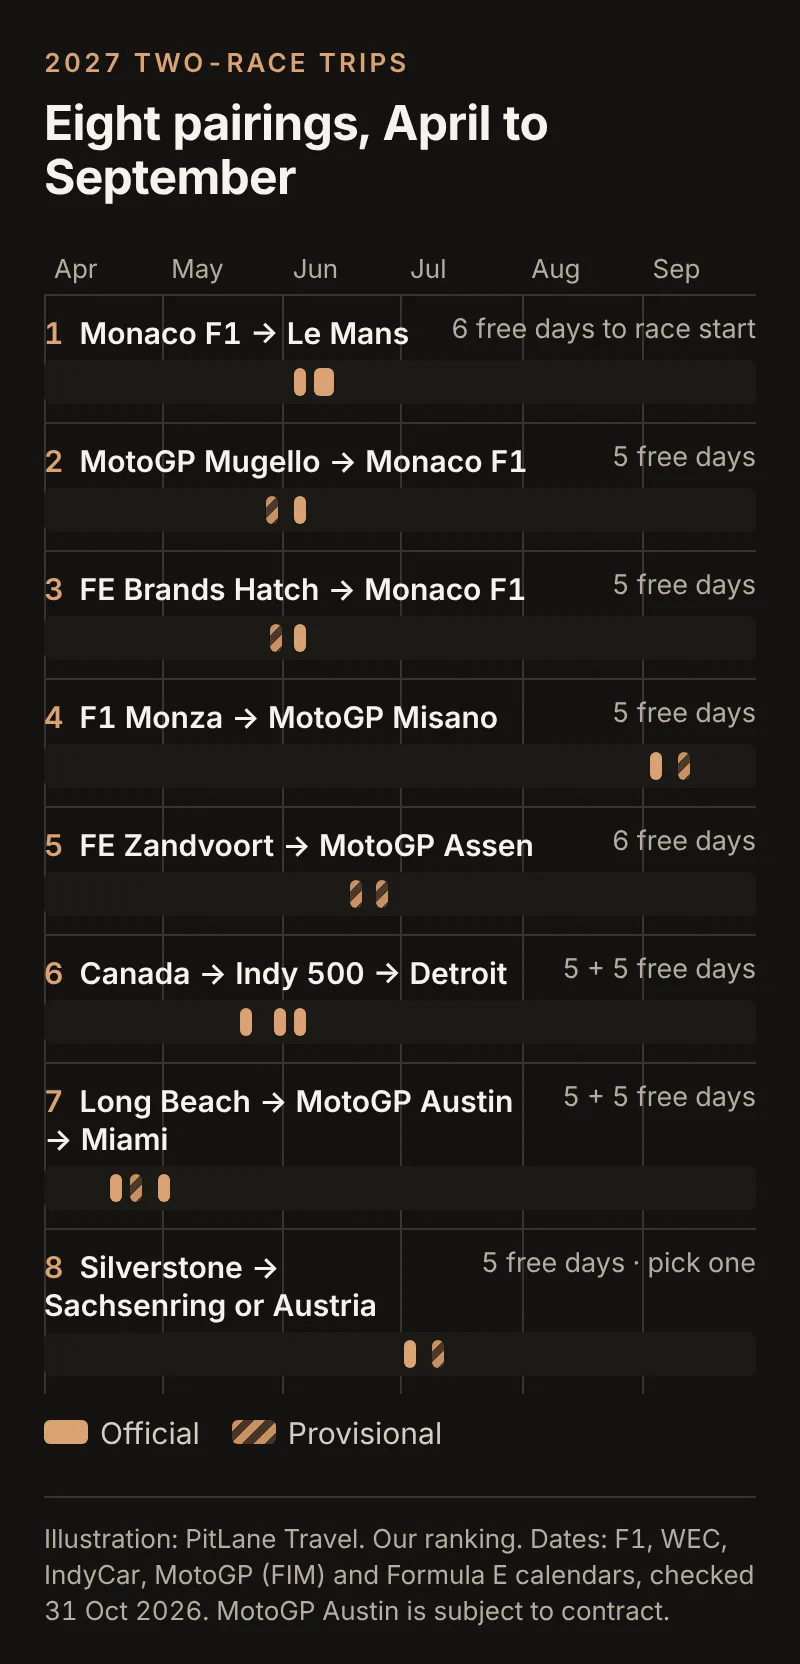 2027 TWO-RACE TRIPS
Eight pairings, April to
September
Apr May Jun Jul Aug Sep
1 Monaco F1 → Le Mans 6 free days to race start
2 MotoGP Mugello → Monaco F1 5 free days
3 FE Brands Hatch → Monaco F1 5 free days
4 F1 Monza → MotoGP Misano 5 free days
5 FE Zandvoort → MotoGP Assen 6 free days
6 Canada → Indy 500 → Detroit 5 + 5 free days
7 Long Beach → MotoGP Austin 5 + 5 free days
→ Miami
8 Silverstone → 5 free days · pick one
Sachsenring or Austria
Official Provisional
Illustration: PitLane Travel. Our ranking. Dates: F1, WEC,
IndyCar, MotoGP (FIM) and Formula E calendars, checked
31 Oct 2026. MotoGP Austin is subject to contract.